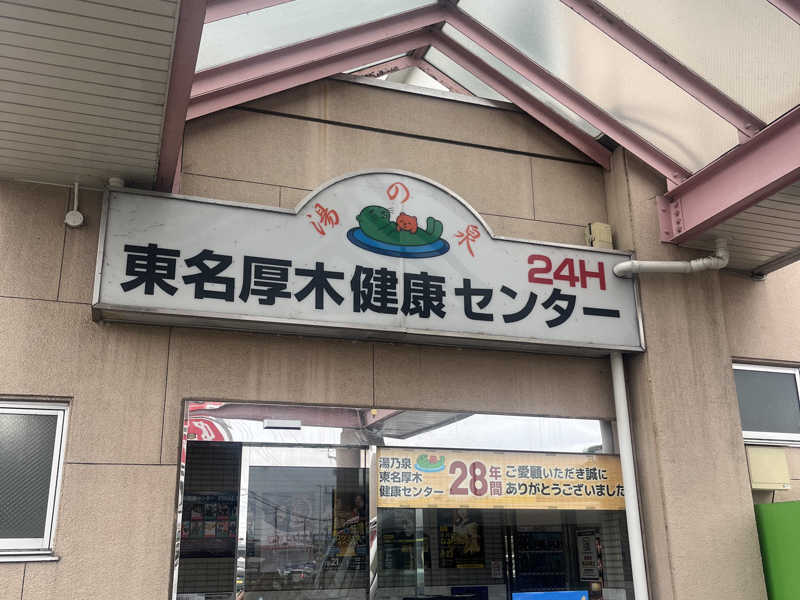 湯の泉
東名厚木健康センター
24H
湯乃泉
東名厚木
健康センター
28年間
ご愛顧いただき誠に
ありがとうございました